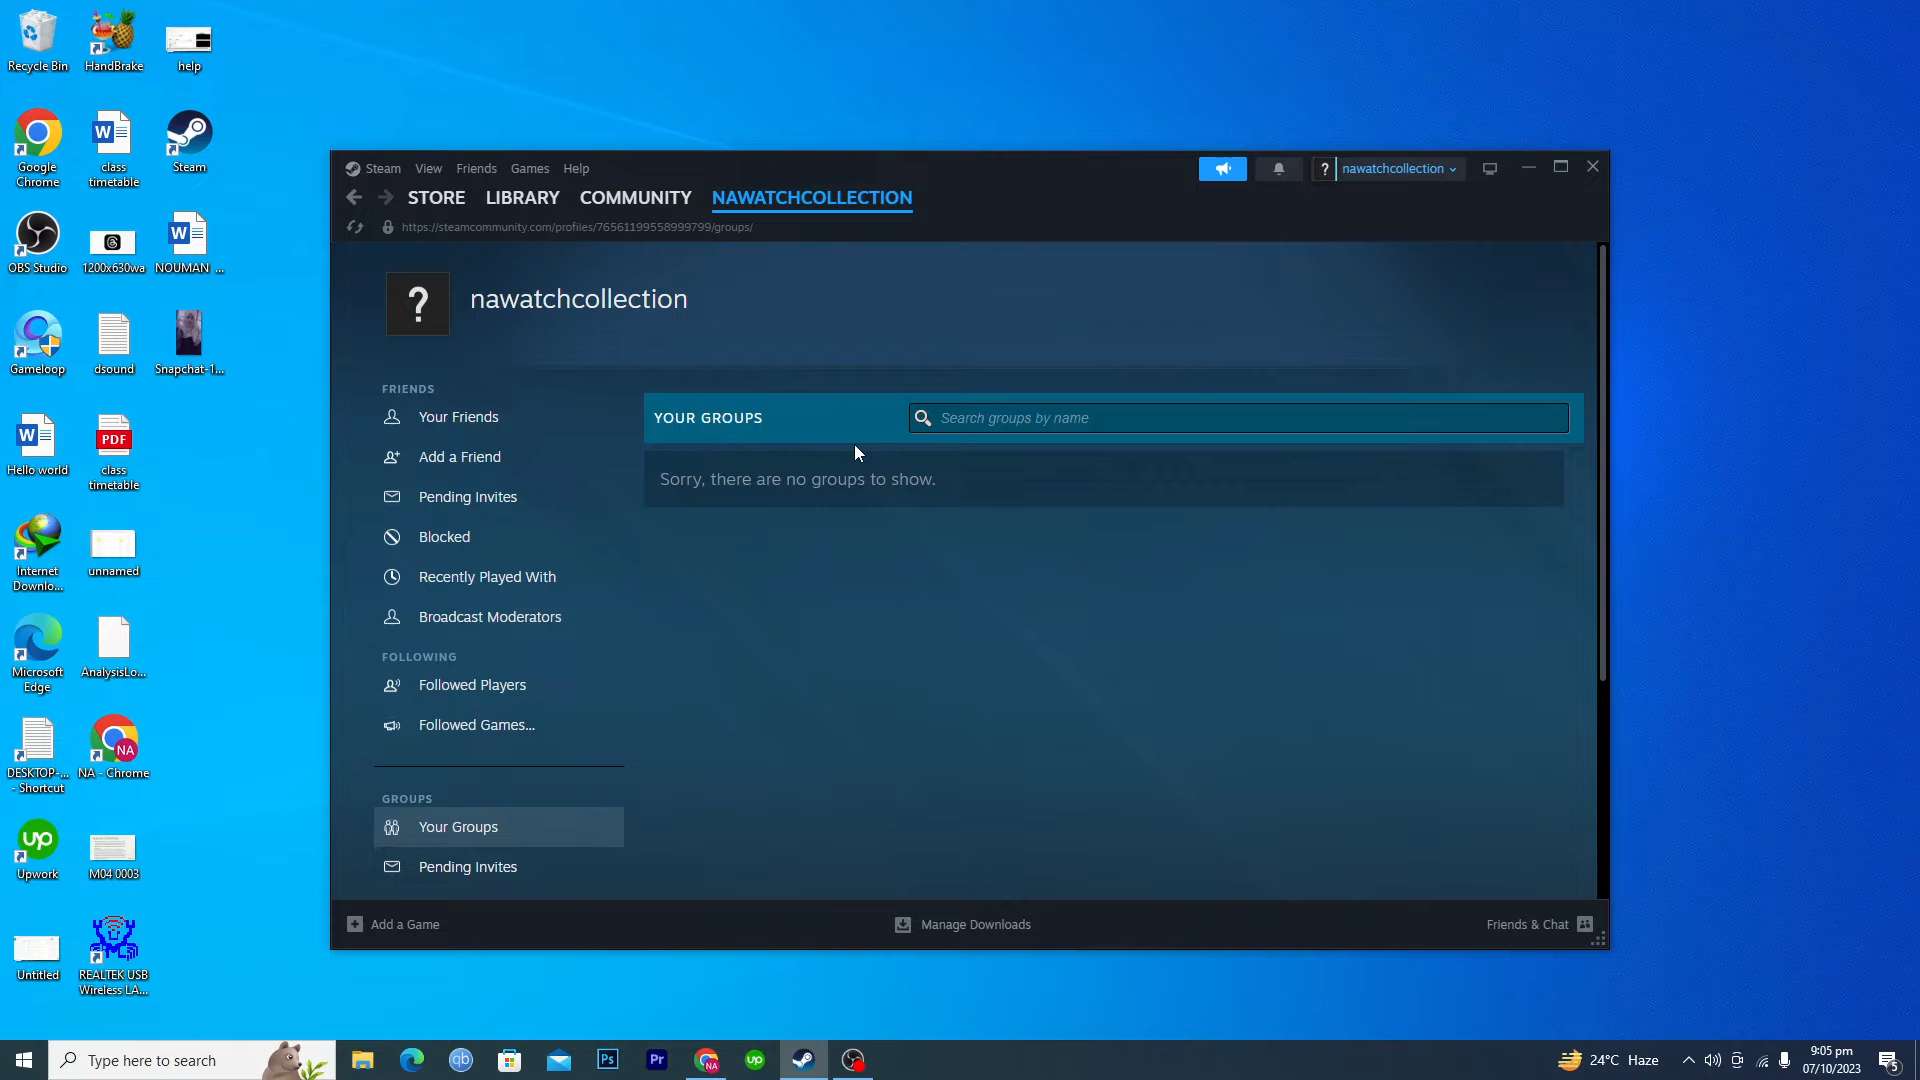 Recycle Bin
HandBrake
help
Google
Chrome
class
timetable
Steam
OBS Studio
1200x630wa
NOUMAN ...
Gameloop
dsound
Snapchat-1...
Hello world
class
timetable
Internet
Downlo...
unnamed
Microsoft
Edge
AnalysisLo...
DESKTOP-...
- Shortcut
NA - Chrome
Upwork
M04 0003
Untitled
REALTEK USB
Wireless LA...
Steam View Friends Games Help
? nawatchcollection
STORE LIBRARY COMMUNITY NAWATCHCOLLECTION
https://steamcommunity.com/profiles/76561199558999799/groups/
? nawatchcollection
FRIENDS
Your Friends
Add a Friend
Pending Invites
Blocked
Recently Played With
Broadcast Moderators
FOLLOWING
Followed Players
Followed Games...
GROUPS
Your Groups
Pending Invites
YOUR GROUPS
Search groups by name
Sorry, there are no groups to show.
Add a Game
Manage Downloads
Friends & Chat
Type here to search
24°C Haze
9:05 pm
07/10/2023
5